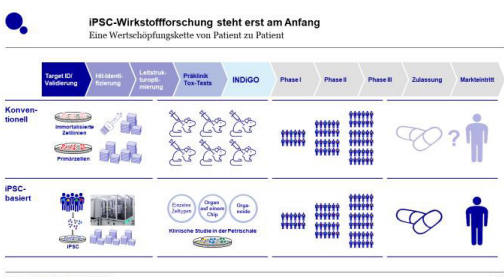 iPSC-Wirkstoffforschung steht erst am Anfang
Eine Wertschöpfungskette von Patient zu Patient
Target ID/
Validierung
Hit-Identi-
fizierung
Leitstruk-
turopti-
mierung
Präklinik
Tox-Tests
INDiGO
Phase I
Phase II
Phase III
Zulassung
Markteintritt
Konven-
tionell
Immortalisierte
Zelllinien
Primärzellen
?
iPSC-
basiert
iPSC
Einzelne
Zelltypen
Organ
auf einem
Chip
Orga-
noide
Klinische Studie in der Petrischale